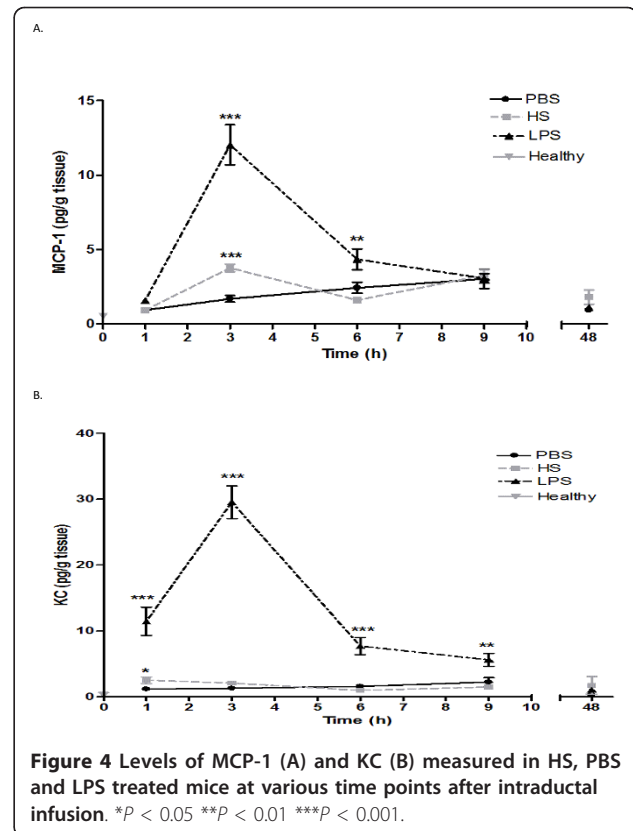 A.
15
10
5
0
MCP-1 (pg/g tissue)
***
***
**
PBS
HS
LPS
Healthy
0 1 2 3 4 5 6 7 8 9 10 48
Time (h)
B.
40
30
20
10
0
KC (pg/g tissue)
***
*
***
***
**
PBS
HS
LPS
Healthy
0 1 2 3 4 5 6 7 8 9 10 48
Time (h)
Figure 4 Levels of MCP-1 (A) and KC (B) measured in HS, PBS
and LPS treated mice at various time points after intraductal
infusion. *P < 0.05 **P < 0.01 ***P < 0.001.